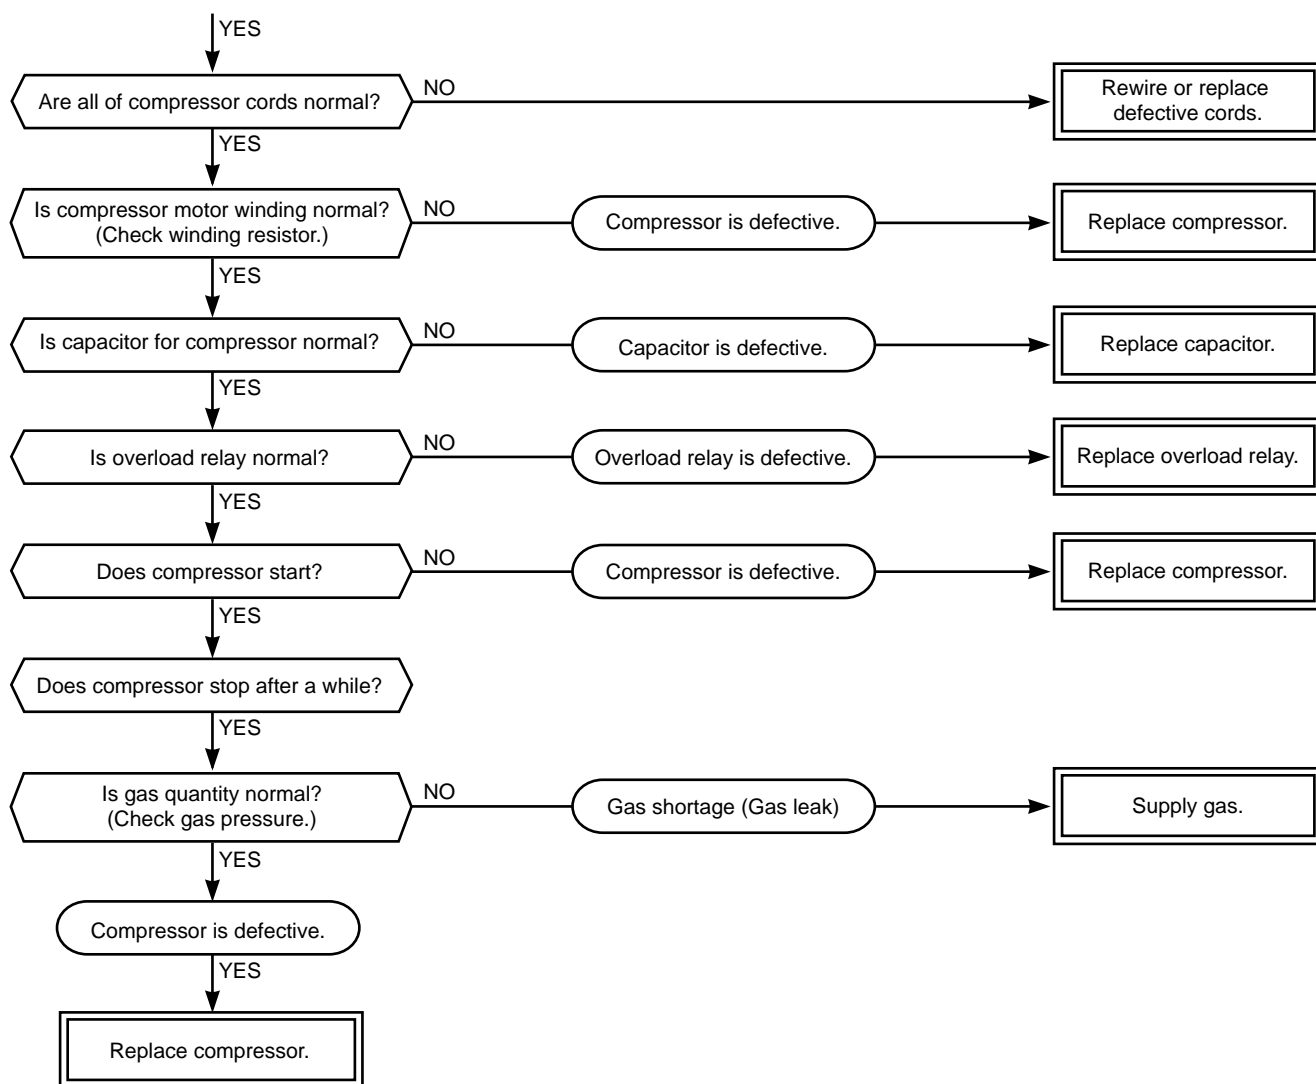 YES
Are all of compressor cords normal?
NO
Rewire or replace
defective cords.
YES
Is compressor motor winding normal?
(Check winding resistor.)
NO
Compressor is defective.
Replace compressor.
YES
Is capacitor for compressor normal?
NO
Capacitor is defective.
Replace capacitor.
YES
Is overload relay normal?
NO
Overload relay is defective.
Replace overload relay.
YES
Does compressor start?
NO
Compressor is defective.
Replace compressor.
YES
Does compressor stop after a while?
YES
Is gas quantity normal?
(Check gas pressure.)
NO
Gas shortage (Gas leak)
Supply gas.
YES
Compressor is defective.
YES
Replace compressor.